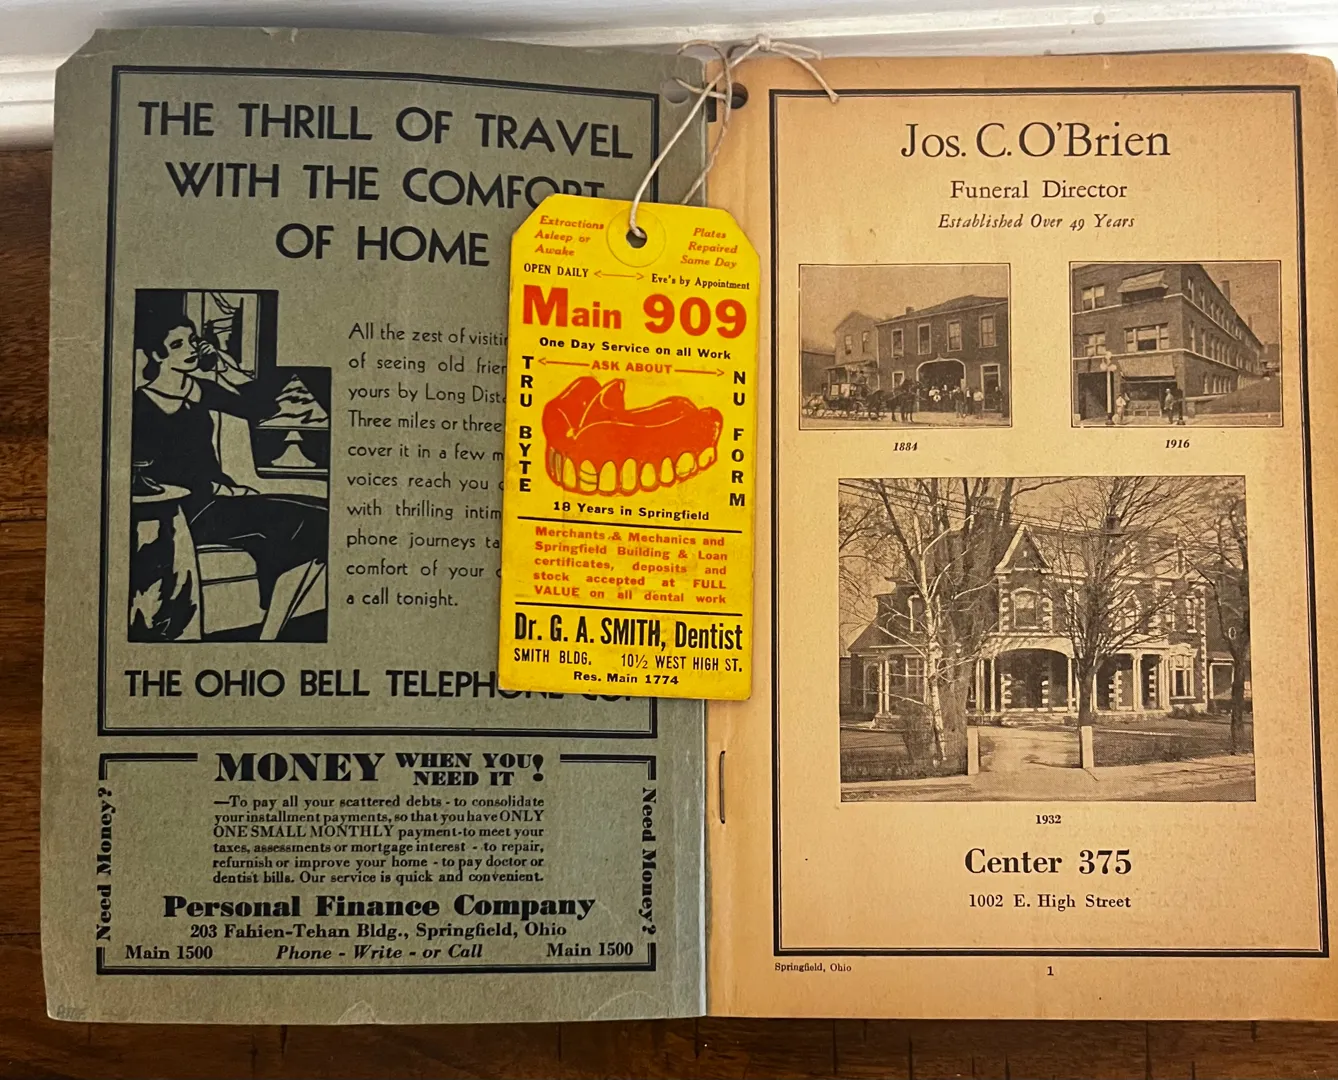 THE THRILL OF TRAVEL
WITH THE COMFORT
OF HOME
All the zest of
of seeing old
yours by Long
Three miles or three
cover it in a few
voices reach you
with thrilling
phone journeys
comfort of your
a call tonight.
THE OHIO BELL TELEPHONE CO.
MONEY WHEN YOU
NEED IT !
—To pay all your scattered debts - to consolidate
your installment payments, so that you have ONLY
ONE SMALL MONTHLY payment-to meet your
taxes, assessments or mortgage interest - to repair,
refurnish or improve your home - to pay doctor or
dentist bills. Our service is quick and convenient.
Need Money?
Need Money?
Personal Finance Company
203 Fahien-Tehan Bldg., Springfield, Ohio
Main 1500 Phone - Write - or Call Main 1500
Extractions
Asleep or
Awake
Plates
Repaired
Same Day
OPEN DAILY Eve's by Appointment
Main 909
One Day Service on all Work
ASK ABOUT
TRU BYTE
NU FORM
18 Years in Springfield
Merchants & Mechanics and
Springfield Building & Loan
certificates, deposits and
stock accepted at FULL
VALUE on all dental work
Dr. G. A. SMITH, Dentist
SMITH BLDG. 10½ WEST HIGH ST.
Res. Main 1774
Jos. C. O'Brien
Funeral Director
Established Over 49 Years
1884
1916
1932
Center 375
1002 E. High Street
Springfield, Ohio
1